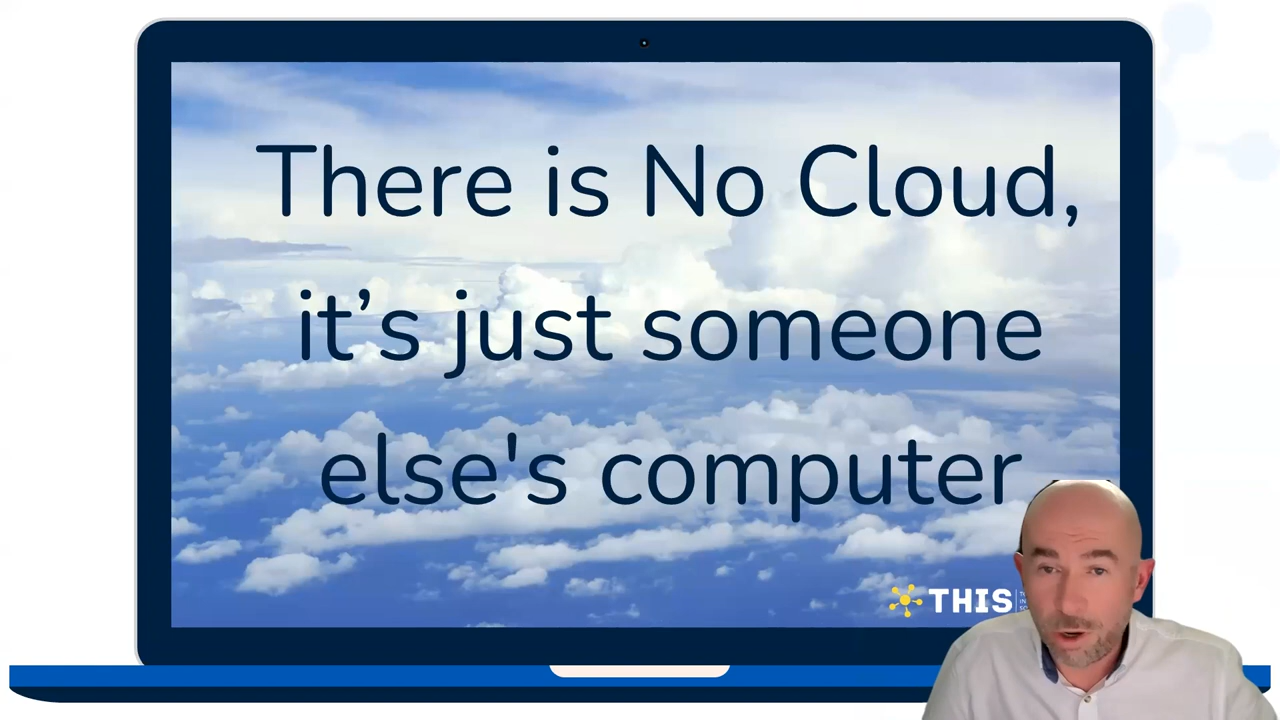 There is No Cloud,
it’s just someone
else's computer
THIS